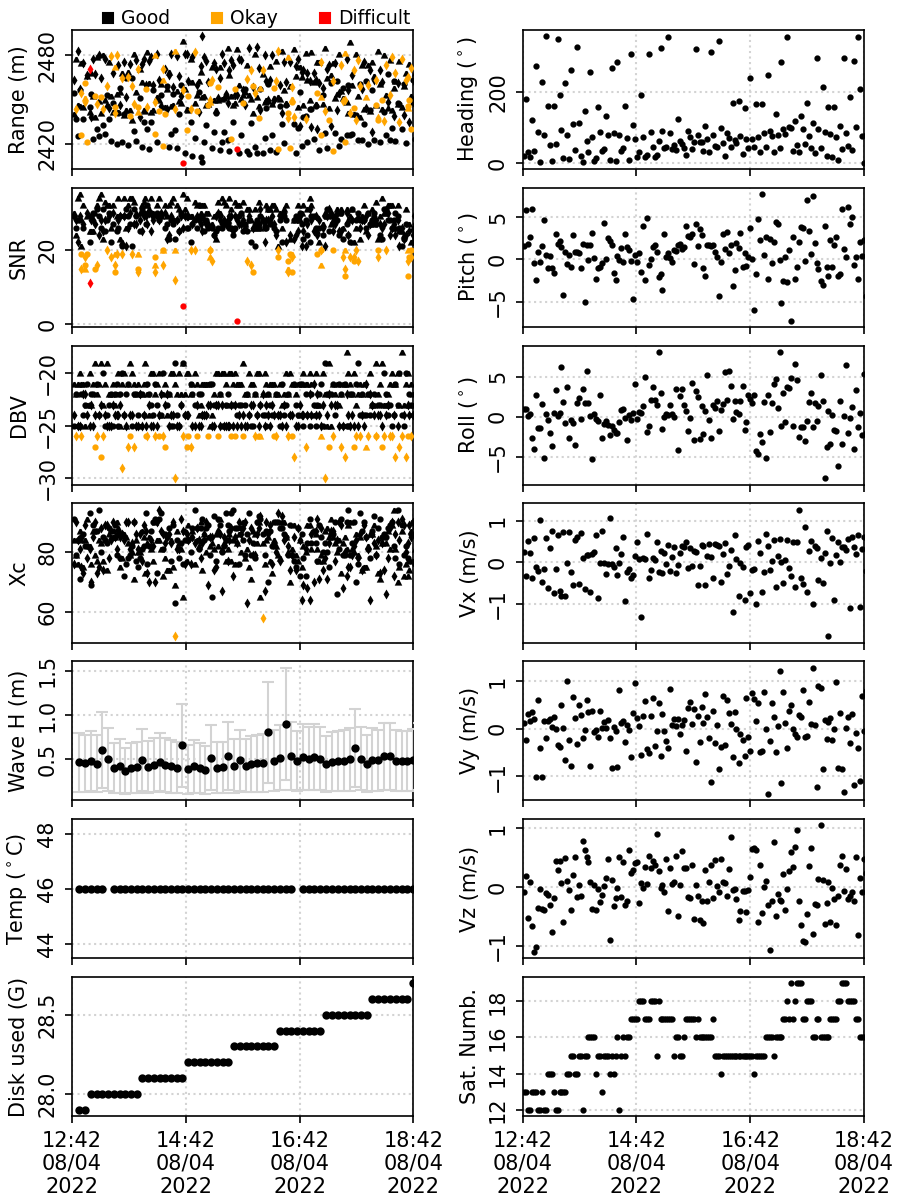 Good Okay Difficult
Range (m)
2480
2420
Heading (°)
200
0
SNR
20
0
Pitch (°)
5
0
−5
DBV
−20
−25
−30
Roll (°)
5
0
−5
Xc
80
60
Vx (m/s)
1
0
−1
Wave H (m)
1.5
1.0
0.5
Vy (m/s)
1
0
−1
Temp (°C)
48
46
44
Vz (m/s)
1
0
−1
Disk used (G)
28.5
28.0
Sat. Numb.
18
16
14
12
12:42 14:42 16:42 18:42 12:42 14:42 16:42 18:42
08/04 08/04 08/04 08/04 08/04 08/04 08/04 08/04
2022 2022 2022 2022 2022 2022 2022 2022